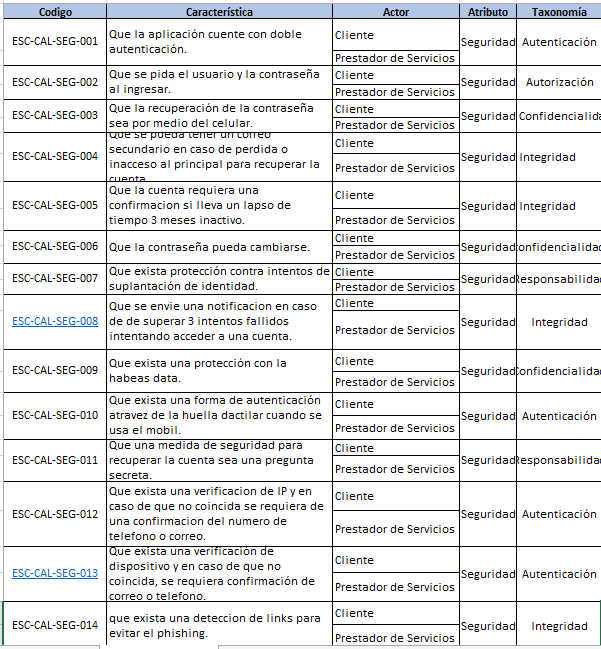 Codigo Característica Actor Atributo Taxonomía
ESC-CAL-SEG-001
Que la aplicación cuente con doble
autenticación.
Cliente
Prestador de Servicios
Seguridad
Autenticación
ESC-CAL-SEG-002
Que se pida el usuario y la contraseña
al ingresar.
Cliente
Prestador de Servicios
Seguridad
Autorización
ESC-CAL-SEG-003
Que la recuperación de la contraseña
sea por medio del celular.
Cliente
Prestador de Servicios
Seguridad
Confidencialida
ESC-CAL-SEG-004
Que se pueda tener un correo
secundario en caso de perdida o
inacceso al principal para recuperar la
cuenta.
Cliente
Prestador de Servicios
Seguridad
Integridad
ESC-CAL-SEG-005
Que la cuenta requiera una
confirmacion si lleva un lapso de
tiempo 3 meses inactivo.
Cliente
Prestador de Servicios
Seguridad
Integridad
ESC-CAL-SEG-006
Que la contraseña pueda cambiarse.
Cliente
Prestador de Servicios
Seguridad
onfidencialidad
ESC-CAL-SEG-007
Que exista protección contra intentos de
suplantación de identidad.
Cliente
Prestador de Servicios
Seguridad
Responsabilidad
ESC-CAL-SEG-008
Que se envie una notificacion en caso
de de superar 3 intentos fallidos
intentando acceder a una cuenta.
Cliente
Prestador de Servicios
Seguridad
Integridad
ESC-CAL-SEG-009
Que exista una protección con la
habeas data.
Cliente
Prestador de Servicios
Seguridad
Confidencialida
ESC-CAL-SEG-010
Que exista una forma de autenticación
atravez de la huella dactilar cuando se
usa el mobil.
Cliente
Prestador de Servicios
Seguridad
Autenticación
ESC-CAL-SEG-011
Que una medida de seguridad para
recuperar la cuenta sea una pregunta
secreta.
Cliente
Prestador de Servicios
Seguridad
Responsabilidad
ESC-CAL-SEG-012
Que exista una verificacion de IP y en
caso de que no coincida se requiera de
una confirmacion del numero de
telefono o correo.
Cliente
Prestador de Servicios
Seguridad
Autenticación
ESC-CAL-SEG-013
Que exista una verificación de
dispositivo y en caso de que no
coincida, se requiera confirmación de
correo o telefono.
Cliente
Prestador de Servicios
Seguridad
Autenticación
ESC-CAL-SEG-014
que exista una deteccion de links para
evitar el phishing.
Cliente
Prestador de Servicios
Seguridad
Integridad